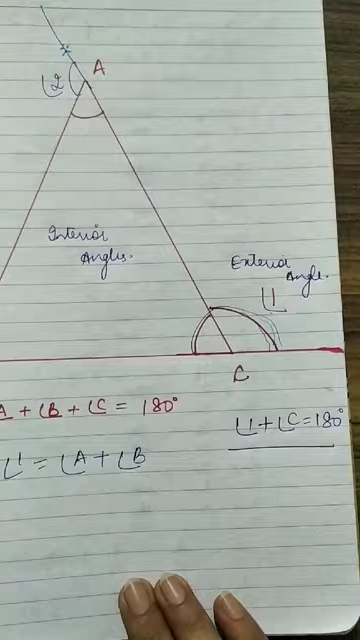 ∠2
A
Interior
Angles.
Exterior
Angle.
∠1
C
A + ∠B + ∠C = 180°
∠1 + ∠C = 180°
∠1 = ∠A + ∠B